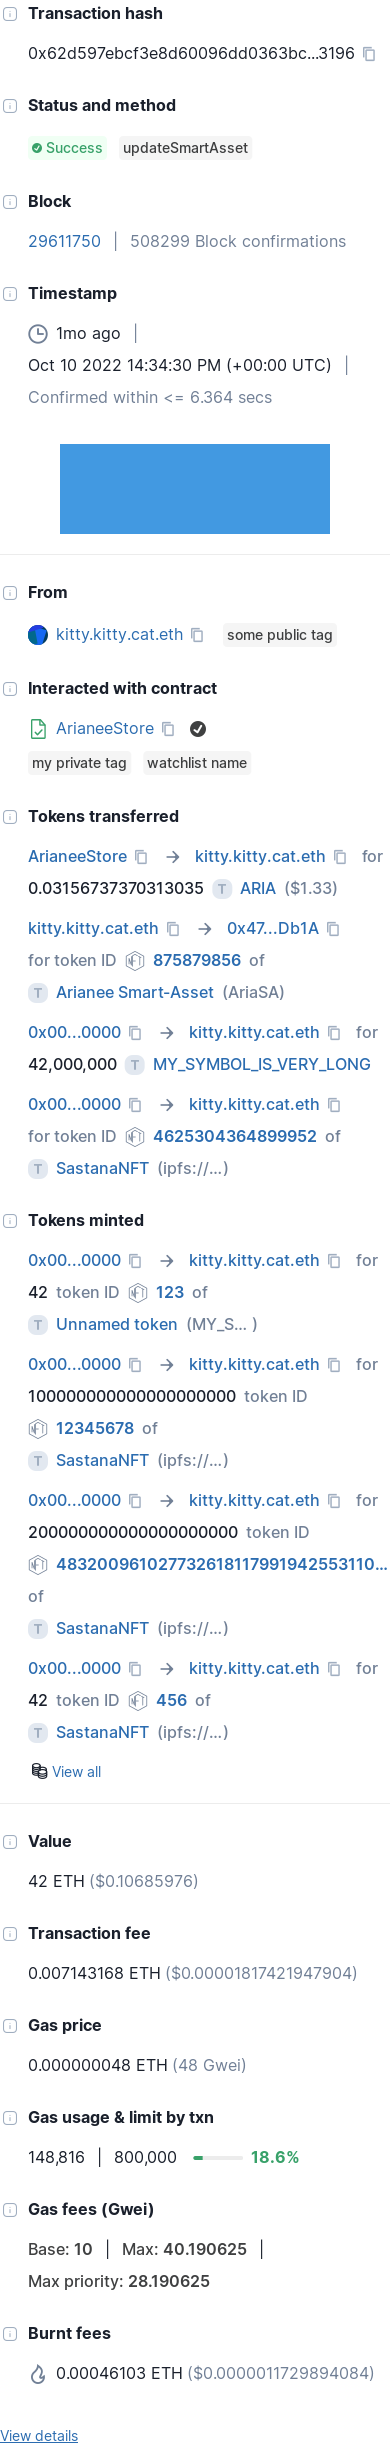 Transaction hash
0x62d597ebcf3e8d60096dd0363bc...3196
Status and method
Success updateSmartAsset
Block
29611750 | 508299 Block confirmations
Timestamp
1mo ago |
Oct 10 2022 14:34:30 PM (+00:00 UTC) |
Confirmed within <= 6.364 secs
From
kitty.kitty.cat.eth some public tag
Interacted with contract
ArianeeStore
my private tag watchlist name
Tokens transferred
ArianeeStore → kitty.kitty.cat.eth for
0.03156737370313035 T ARIA ($1.33)
kitty.kitty.cat.eth → 0x47...Db1A
for token ID NFT 875879856 of
T Arianee Smart-Asset (AriaSA)
0x00...0000 → kitty.kitty.cat.eth for
42,000,000 T MY_SYMBOL_IS_VERY_LONG
0x00...0000 → kitty.kitty.cat.eth
for token ID NFT 4625304364899952 of
T SastanaNFT (ipfs://...)
Tokens minted
0x00...0000 → kitty.kitty.cat.eth for
42 token ID NFT 123 of
T Unnamed token (MY_S... )
0x00...0000 → kitty.kitty.cat.eth for
100000000000000000000 token ID
NFT 12345678 of
T SastanaNFT (ipfs://...)
0x00...0000 → kitty.kitty.cat.eth for
200000000000000000000 token ID
NFT 483200961027732618117991942553110...
of
T SastanaNFT (ipfs://...)
0x00...0000 → kitty.kitty.cat.eth for
42 token ID NFT 456 of
T SastanaNFT (ipfs://...)
View all
Value
42 ETH ($0.10685976)
Transaction fee
0.007143168 ETH ($0.00001817421947904)
Gas price
0.000000048 ETH (48 Gwei)
Gas usage & limit by txn
148,816 | 800,000 18.6%
Gas fees (Gwei)
Base: 10 | Max: 40.190625 |
Max priority: 28.190625
Burnt fees
0.00046103 ETH ($0.0000011729894084)
View details